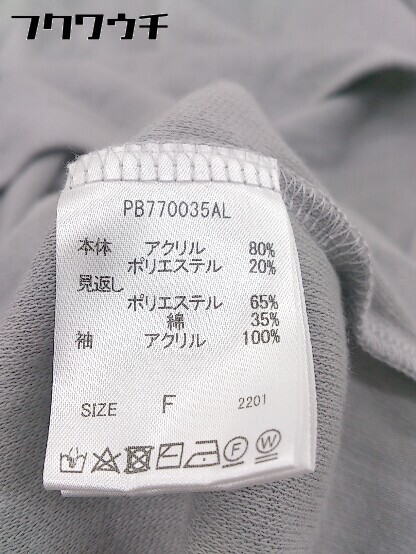 フクワウチ
PB770035AL
本体 アクリル 80%
ポリエステル 20%
見返し
ポリエステル 65%
綿 35%
袖 アクリル 100%
SIZE F 2201
F W